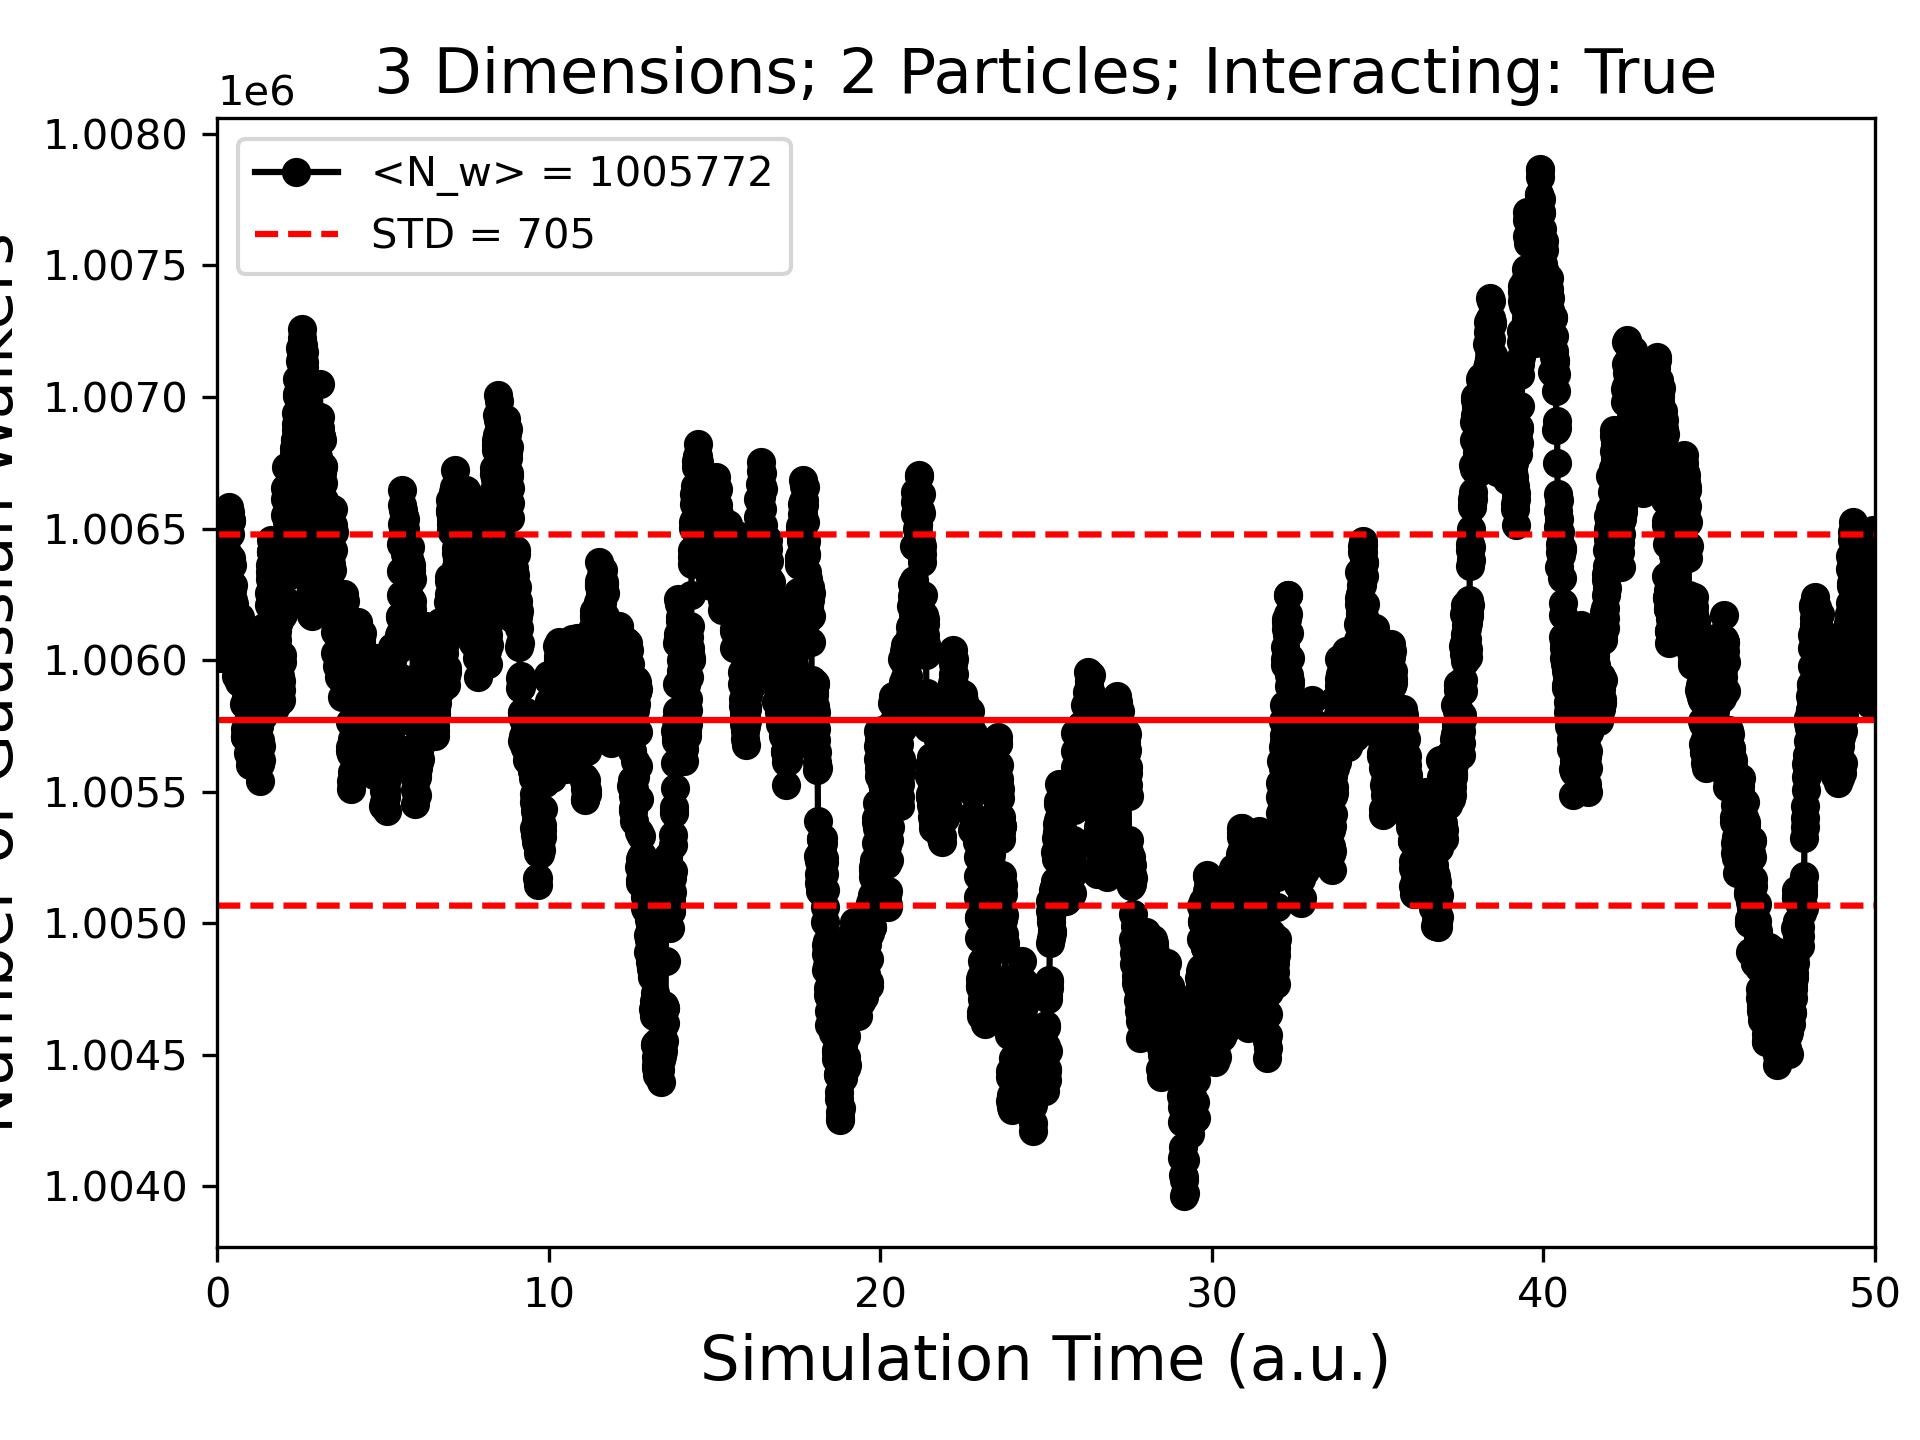 3 Dimensions; 2 Particles; Interacting: True
1e6
<N_w> = 1005772
STD = 705
1.0080
1.0075
1.0070
1.0065
1.0060
1.0055
1.0050
1.0045
1.0040
0 10 20 30 40 50
Simulation Time (a.u.)